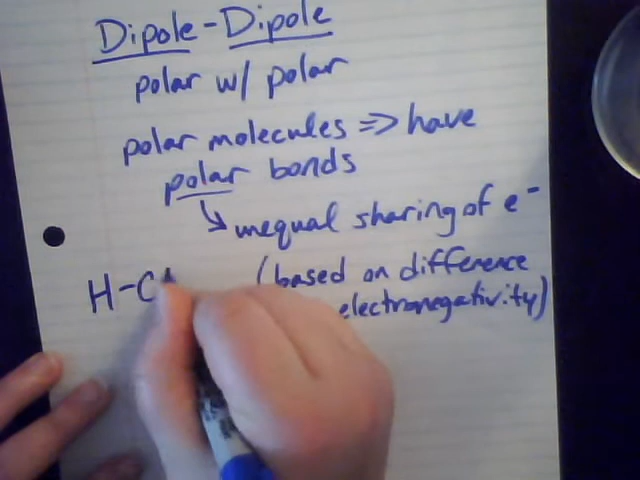 Dipole-Dipole
polar w/ polar
polar molecules => have
polar bonds
↳ unequal sharing of e⁻
(based on difference
electronegativity)
H-C